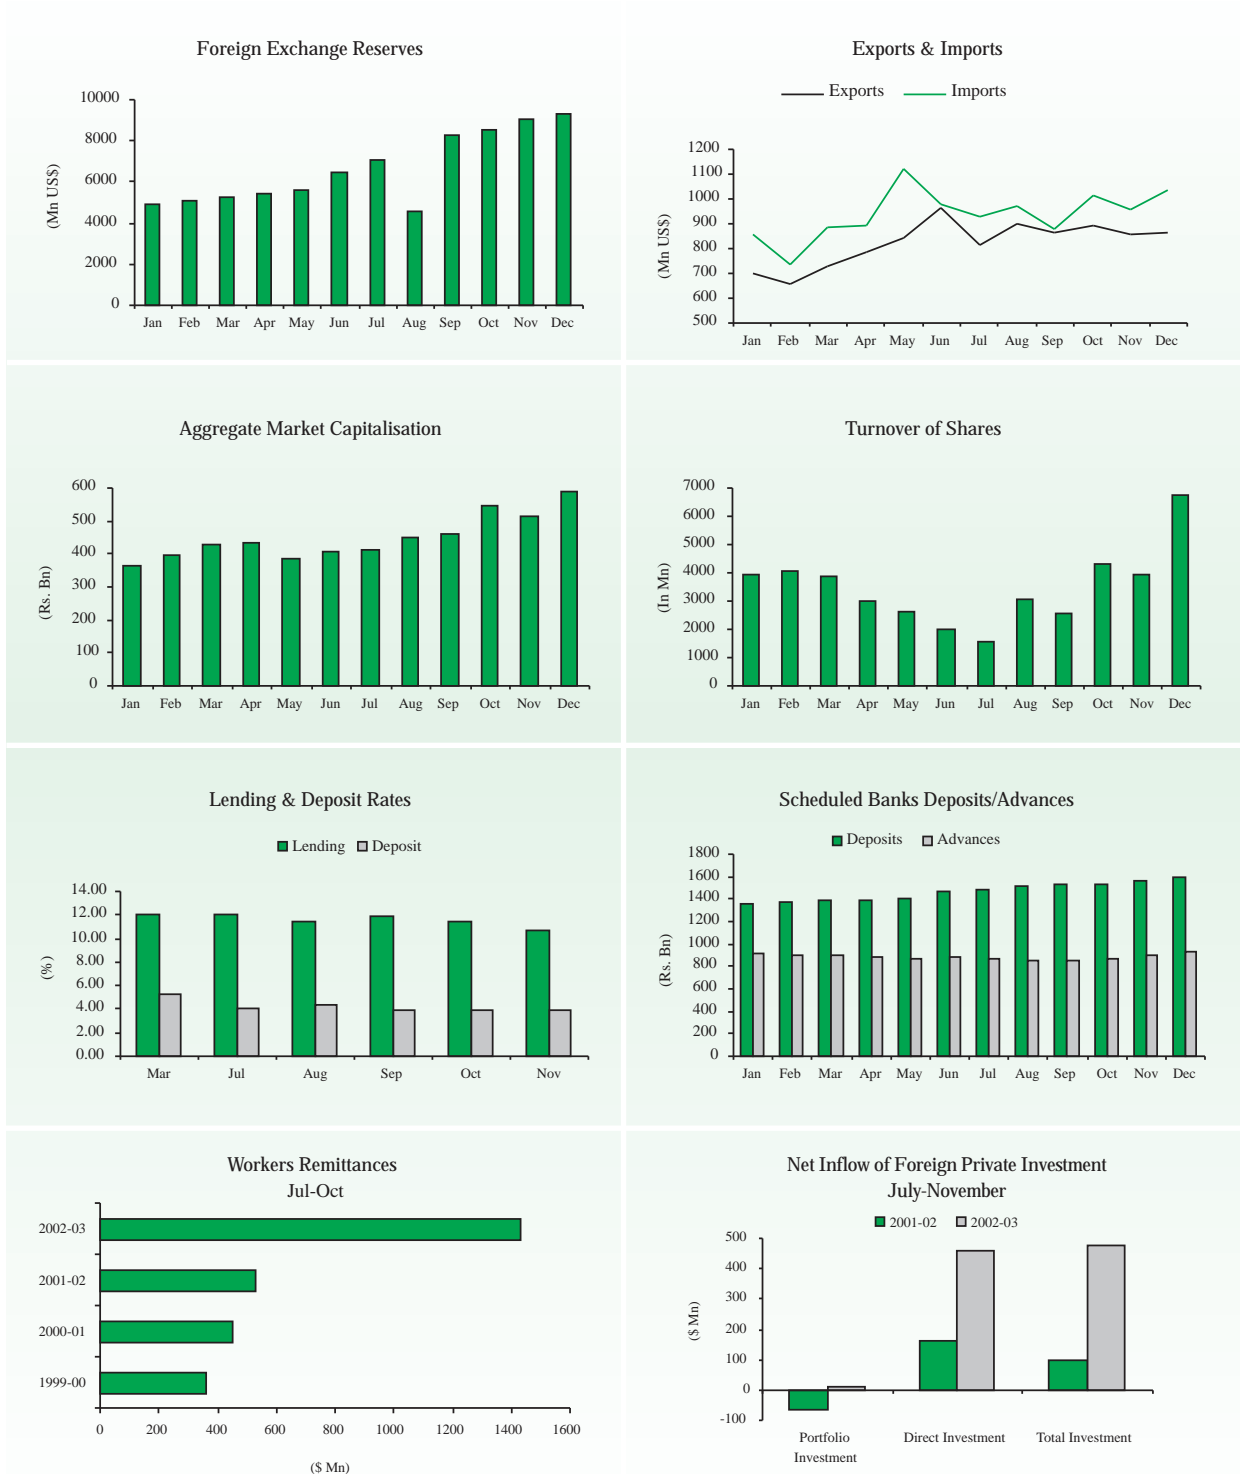 Foreign Exchange Reserves
10000
8000
6000
4000
2000
0
(Mn US$)
Jan Feb Mar Apr May Jun Jul Aug Sep Oct Nov Dec
Exports & Imports
Exports Imports
1200
1100
1000
900
800
700
600
500
(Mn US$)
Jan Feb Mar Apr May Jun Jul Aug Sep Oct Nov Dec
Aggregate Market Capitalisation
600
500
400
300
200
100
0
(Rs. Bn)
Jan Feb Mar Apr May Jun Jul Aug Sep Oct Nov Dec
Turnover of Shares
7000
6000
5000
4000
3000
2000
1000
0
(In Mn)
Jan Feb Mar Apr May Jun Jul Aug Sep Oct Nov Dec
Lending & Deposit Rates
Lending Deposit
14.00
12.00
10.00
8.00
6.00
4.00
2.00
0.00
(%)
Mar Jul Aug Sep Oct Nov
Scheduled Banks Deposits/Advances
Deposits Advances
1800
1600
1400
1200
1000
800
600
400
200
0
(Rs. Bn)
Jan Feb Mar Apr May Jun Jul Aug Sep Oct Nov Dec
Workers Remittances
Jul-Oct
2002-03
2001-02
2000-01
1999-00
0 200 400 600 800 1000 1200 1400 1600
($ Mn)
Net Inflow of Foreign Private Investment
July-November
2001-02 2002-03
500
400
300
200
100
0
-100
($ Mn)
Portfolio
Investment
Direct Investment
Total Investment